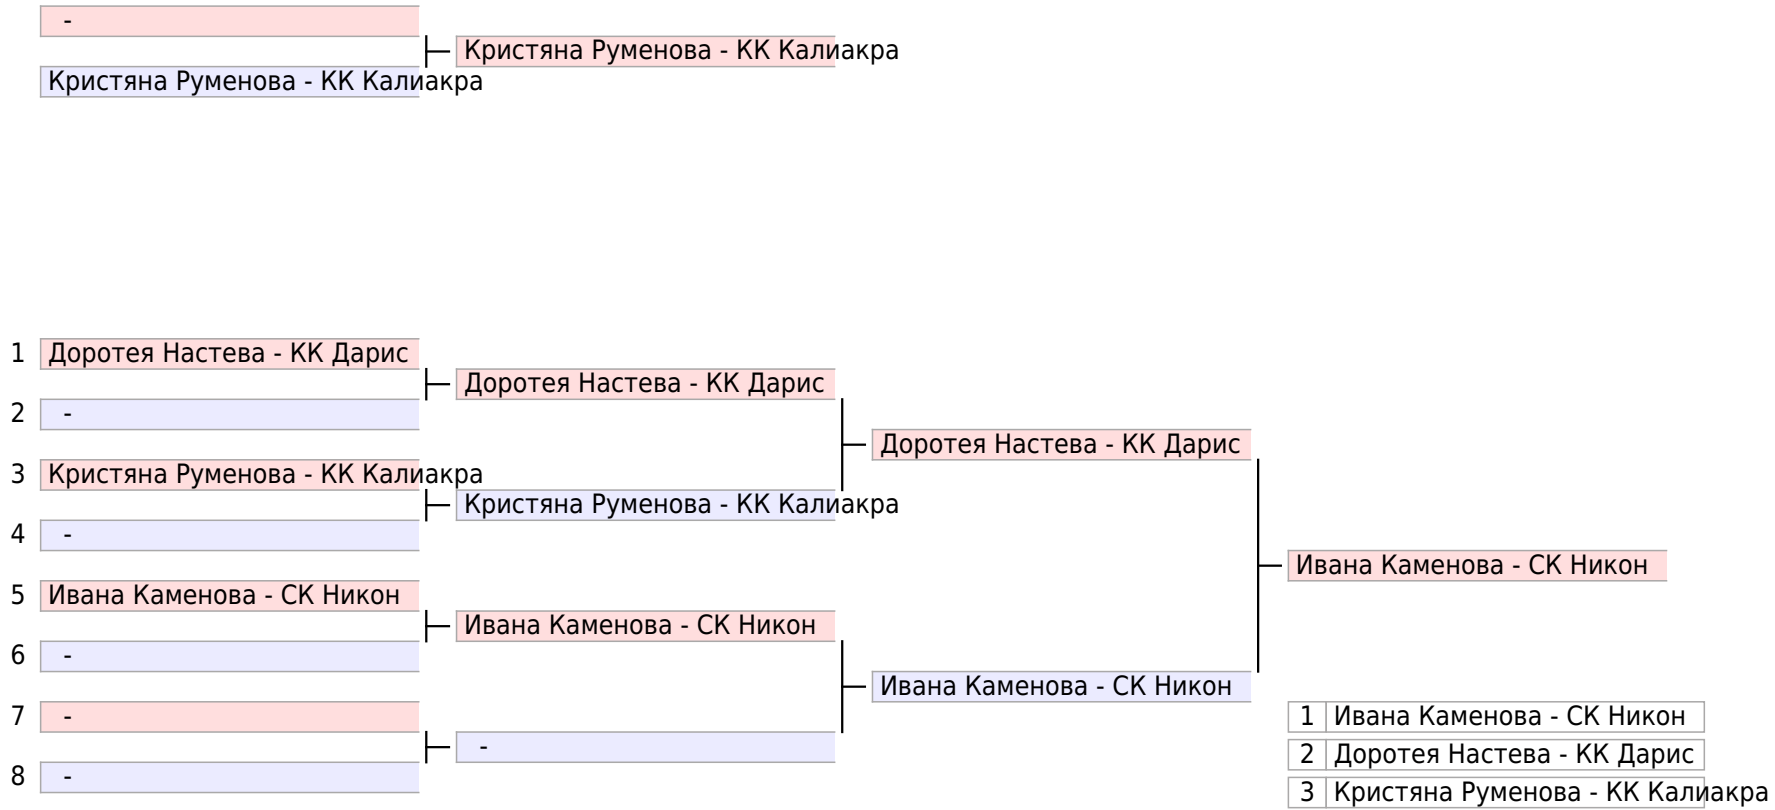 -
Кристяна Руменова - КК Калиакра
Кристяна Руменова - КК Калиакра
1 Доротея Настева - КК Дарис
Доротея Настева - КК Дарис
2 -
Доротея Настева - КК Дарис
3 Кристяна Руменова - КК Калиакра
Кристяна Руменова - КК Калиакра
4 -
Ивана Каменова - СК Никон
5 Ивана Каменова - СК Никон
Ивана Каменова - СК Никон
6 -
Ивана Каменова - СК Никон
7 -
1 Ивана Каменова - СК Никон
-
2 Доротея Настева - КК Дарис
8 -
3 Кристяна Руменова - КК Калиакра